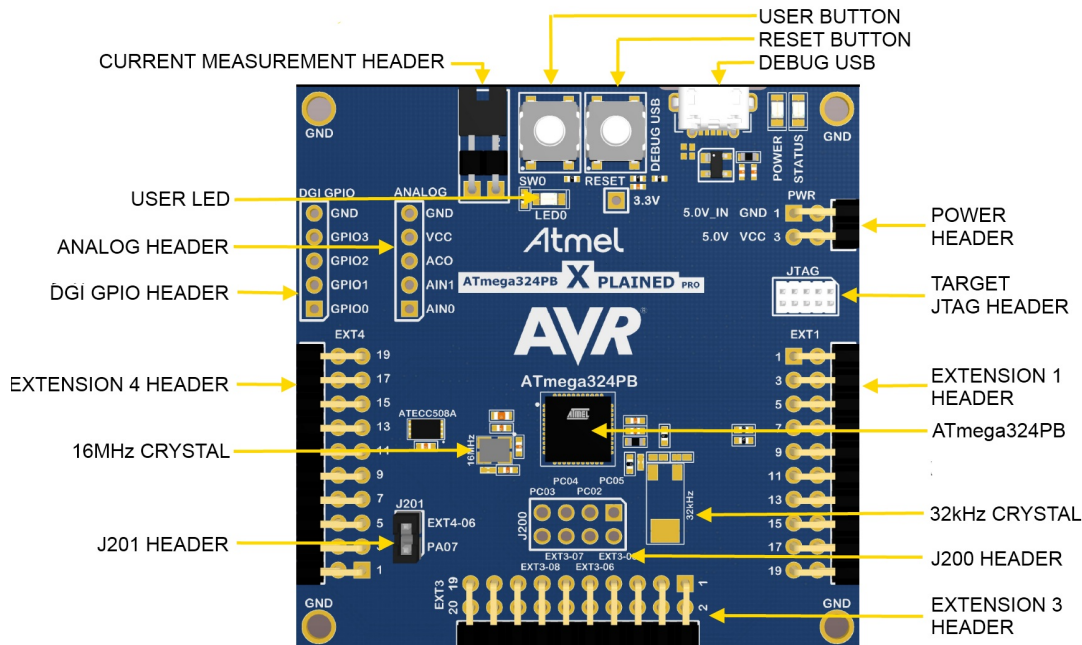 USER BUTTON
RESET BUTTON
DEBUG USB
CURRENT MEASUREMENT HEADER
USER LED
ANALOG HEADER
DGI GPIO HEADER
EXTENSION 4 HEADER
16MHz CRYSTAL
J201 HEADER
POWER
HEADER
TARGET
JTAG HEADER
EXTENSION 1
HEADER
ATmega324PB
32kHz CRYSTAL
J200 HEADER
EXTENSION 3
HEADER
GND
GND
DEBUG USB
POWER
STATUS
SW0
RESET
LED0
3.3V
PWR
5.0V_IN GND 1
5.0V VCC 3
DGI GPIO
GND
GPIO3
GPIO2
GPIO1
GPIO0
ANALOG
GND
VCC
ACO
AIN1
AIN0
Atmel
ATmega324PB X PLAINED PRO
AVR®
JTAG
EXT4
19
17
15
13
11
9
7
5
1
EXT1
1
3
5
7
9
11
13
15
17
19
ATmega324PB
ATMEL
ATECC508A
16MHz
32kHz
J201
EXT4-06
PA07
PC04 PC05
PC03 PC02
J200
EXT3-07
EXT3-08 EXT3-06
EXT3
19
20
1
2
GND
GND